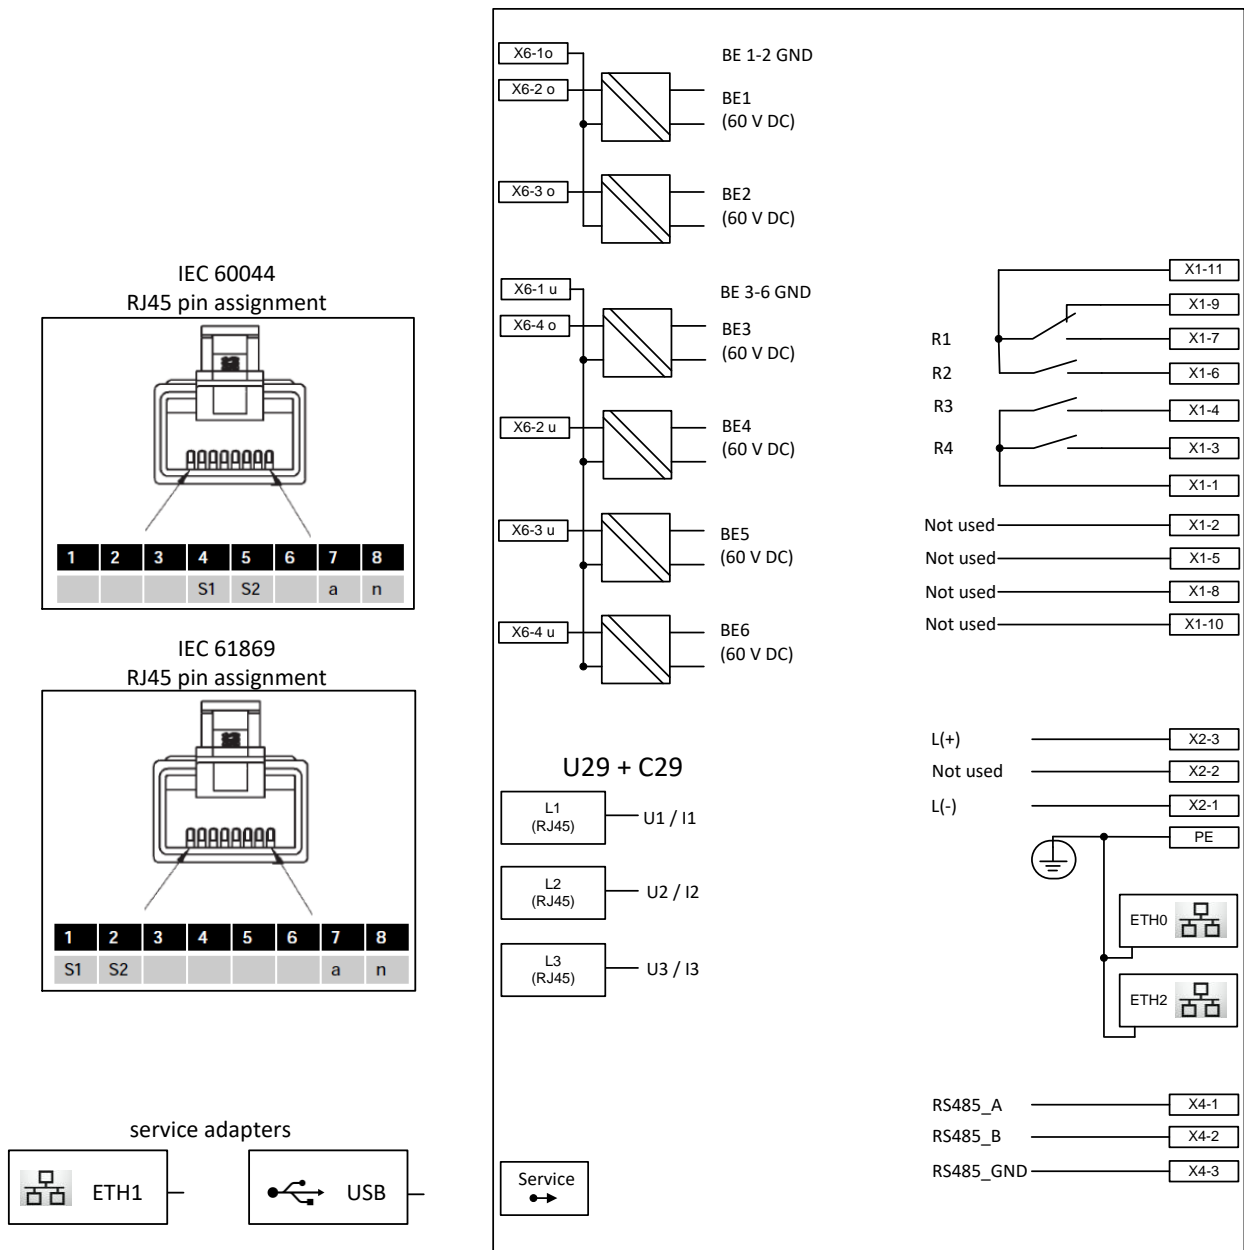 IEC 60044
RJ45 pin assignment
1 2 3 4 5 6 7 8
S1 S2 a n
IEC 61869
RJ45 pin assignment
1 2 3 4 5 6 7 8
S1 S2 a n
service adapters
ETH1
USB
X6-1o
BE 1-2 GND
X6-2 o
BE1
(60 V DC)
X6-3 o
BE2
(60 V DC)
X6-1 u
BE 3-6 GND
X6-4 o
BE3
(60 V DC)
X6-2 u
BE4
(60 V DC)
X6-3 u
BE5
(60 V DC)
X6-4 u
BE6
(60 V DC)
U29 + C29
L1
(RJ45)
U1 / I1
L2
(RJ45)
U2 / I2
L3
(RJ45)
U3 / I3
Service
X1-11
X1-9
R1
X1-7
R2
X1-6
R3
X1-4
R4
X1-3
X1-1
Not used
X1-2
Not used
X1-5
Not used
X1-8
Not used
X1-10
L(+)
X2-3
Not used
X2-2
L(-)
X2-1
PE
ETH0
ETH2
RS485_A
X4-1
RS485_B
X4-2
RS485_GND
X4-3